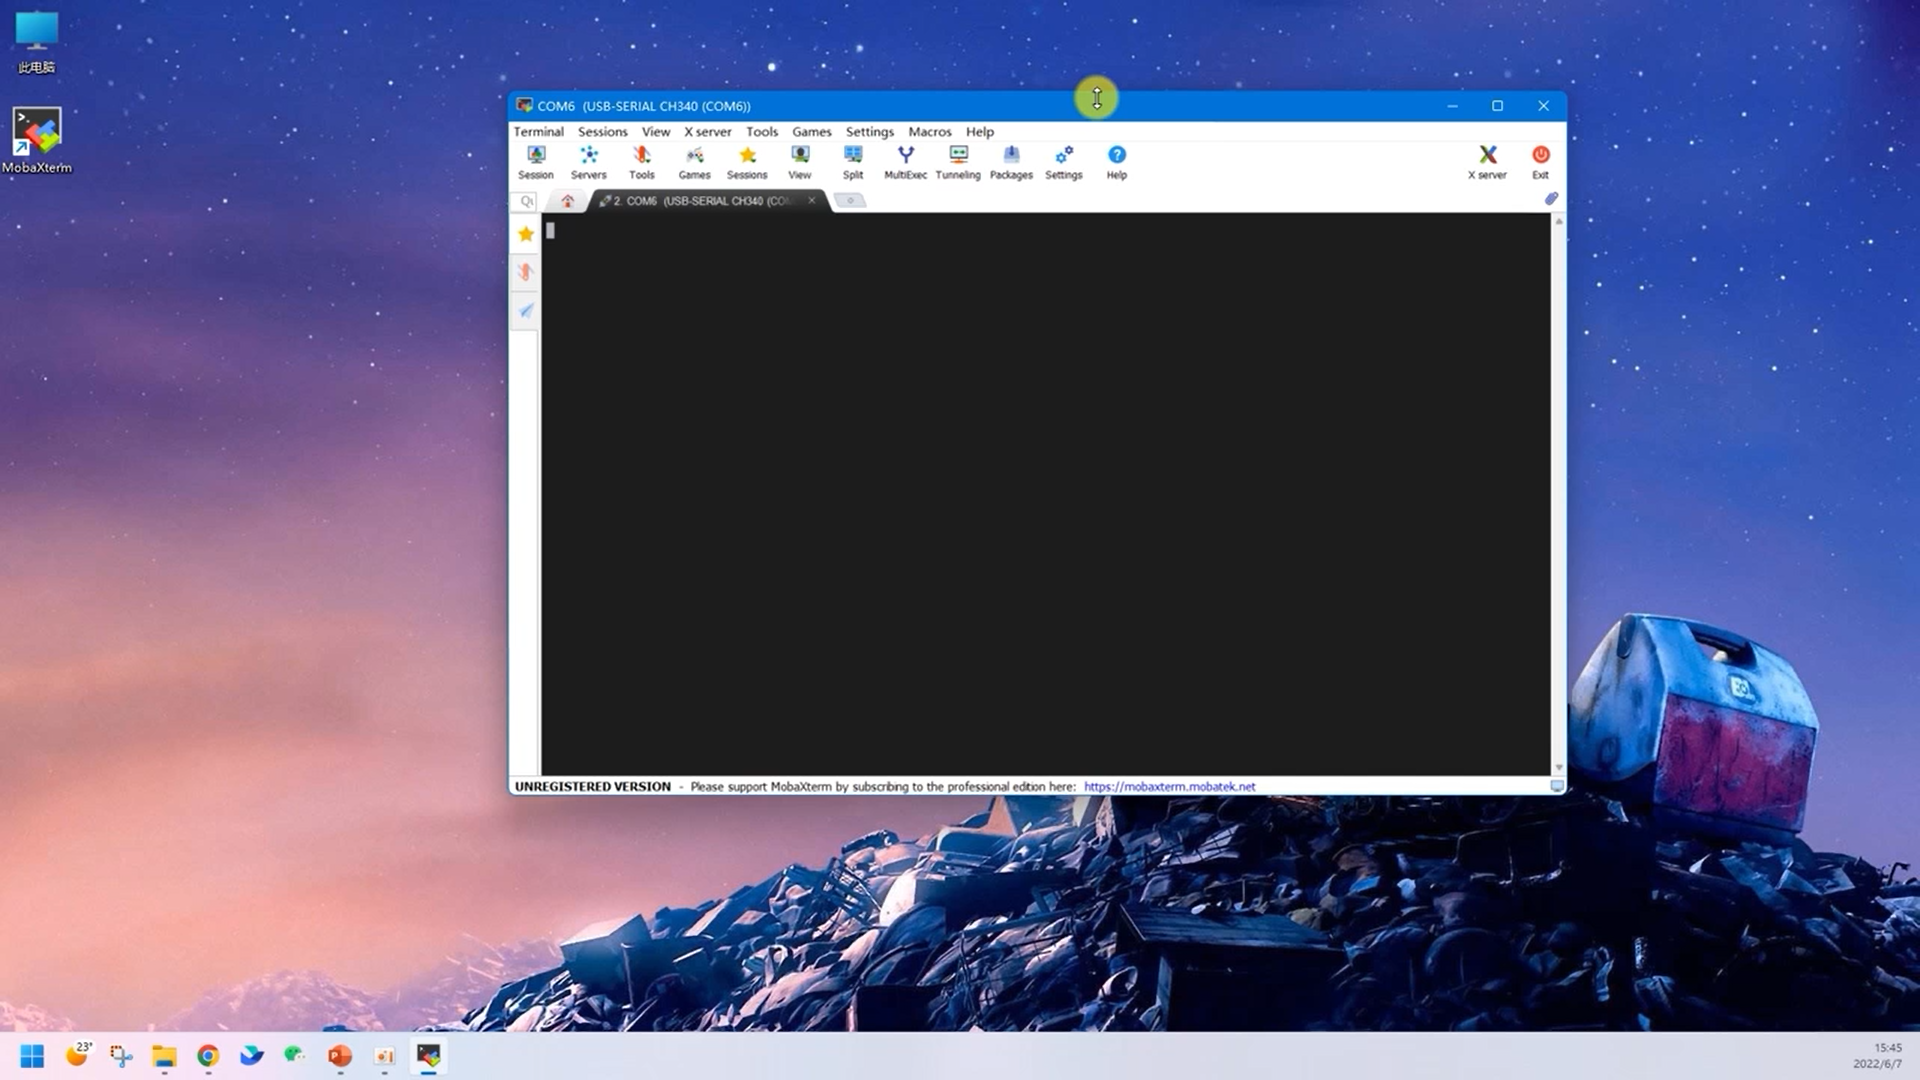 此电脑
MobaXterm
COM6 (USB-SERIAL CH340 (COM6))
Terminal Sessions View X server Tools Games Settings Macros Help
Session Servers Tools Games Sessions View Split MultiExec Tunneling Packages Settings Help X server Exit
2. COM6 (USB-SERIAL CH340 (COM
UNREGISTERED VERSION - Please support MobaXterm by subscribing to the professional edition here: https://mobaxterm.mobatek.net
23°
15:45
2022/6/7